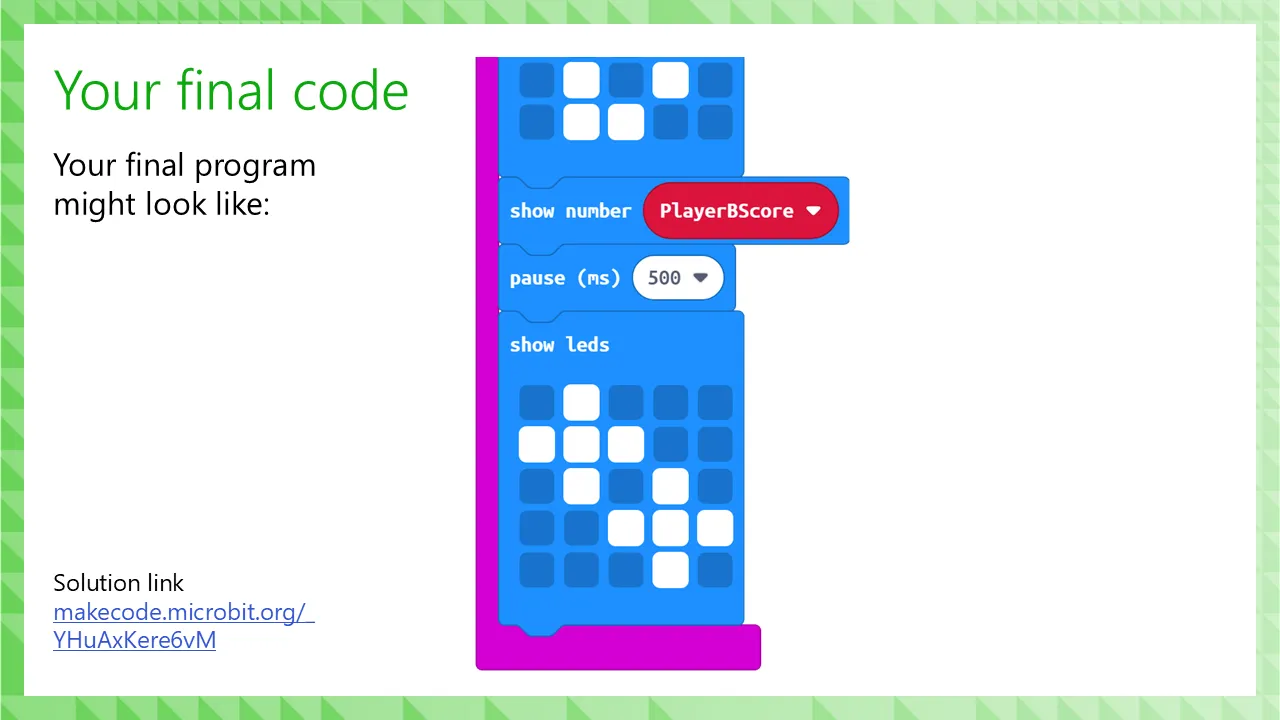 Your final code
Your final program
might look like:
show number PlayerBScore
pause (ms) 500
show leds
Solution link
makecode.microbit.org/_
YHuAxKere6vM